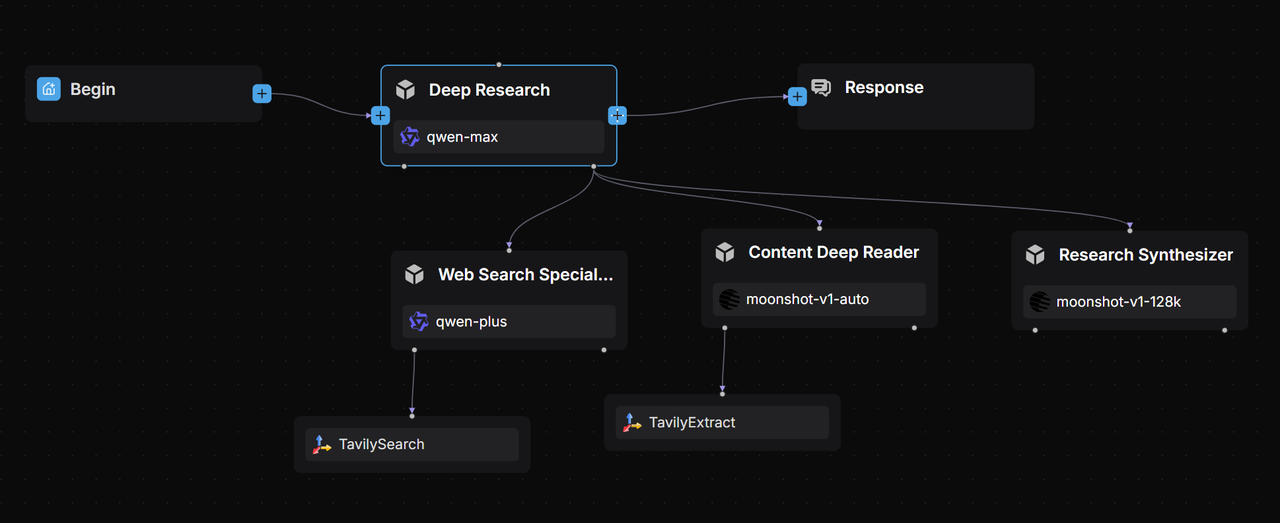 Begin
Deep Research
qwen-max
Response
Web Search Special...
qwen-plus
Content Deep Reader
moonshot-v1-auto
Research Synthesizer
moonshot-v1-128k
TavilySearch
TavilyExtract